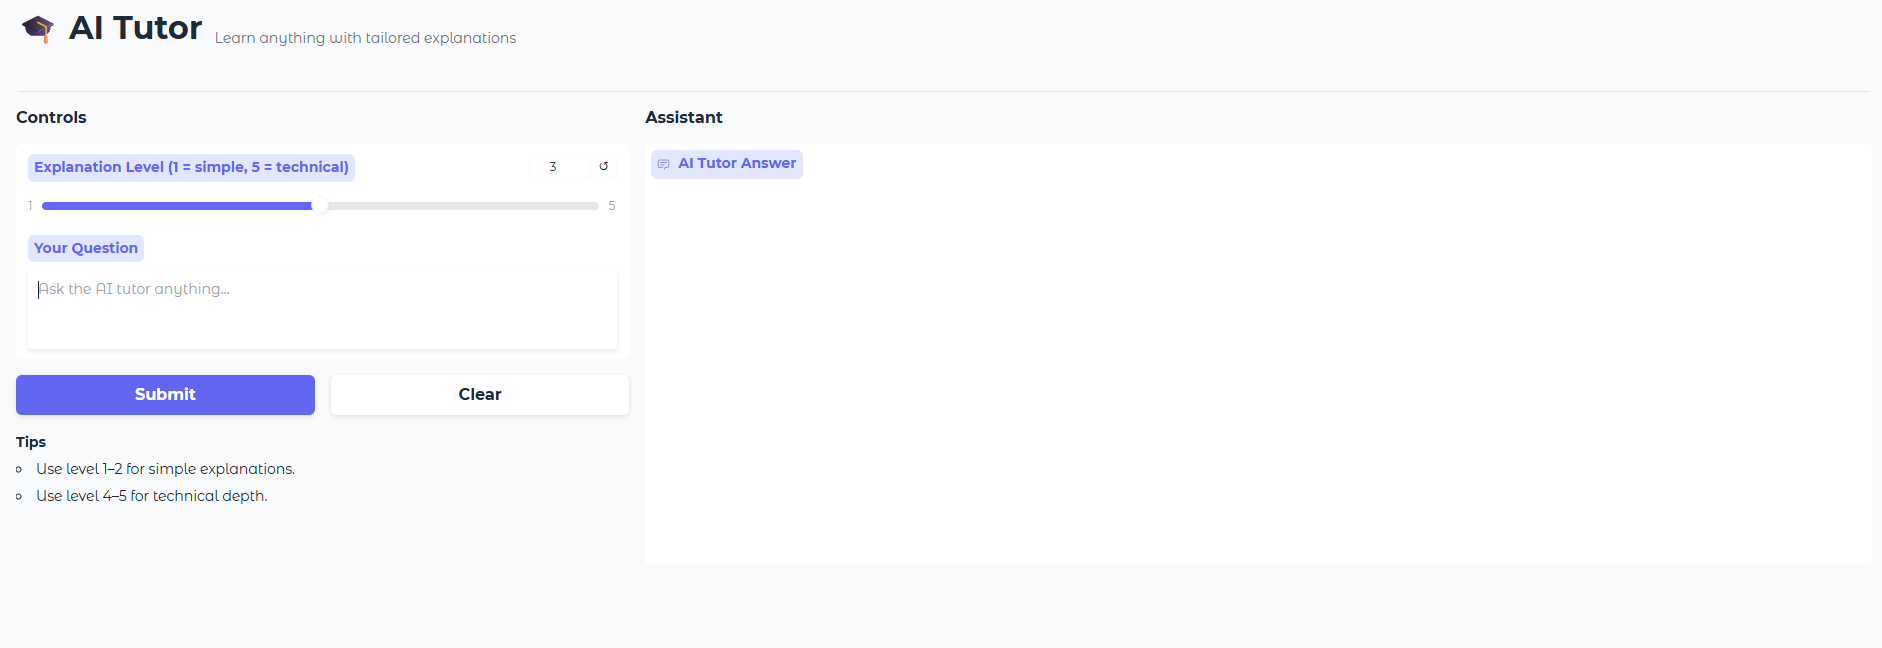 AI Tutor Learn anything with tailored explanations
Controls
Explanation Level (1 = simple, 5 = technical) 3 ↺
1 5
Your Question
Ask the AI tutor anything...
Submit Clear
Tips
Use level 1–2 for simple explanations.
Use level 4–5 for technical depth.
Assistant
AI Tutor Answer